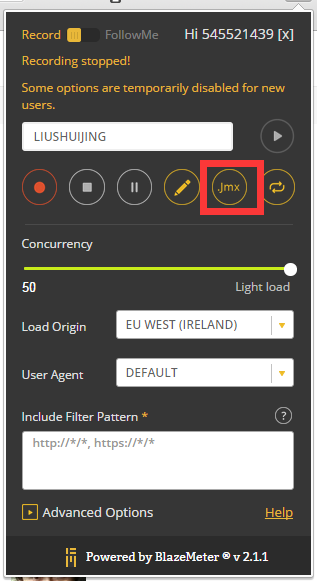 Record FollowMe Hi 545521439 [x]
Recording stopped!
Some options are temporarily disabled for new
users.
LIUSHUIJING
.Jmx
Concurrency
50 Light load
Load Origin EU WEST (IRELAND)
User Agent DEFAULT
Include Filter Pattern * ?
http://*/*, https://*/*
Advanced Options Help
Powered by BlazeMeter ® v 2.1.1